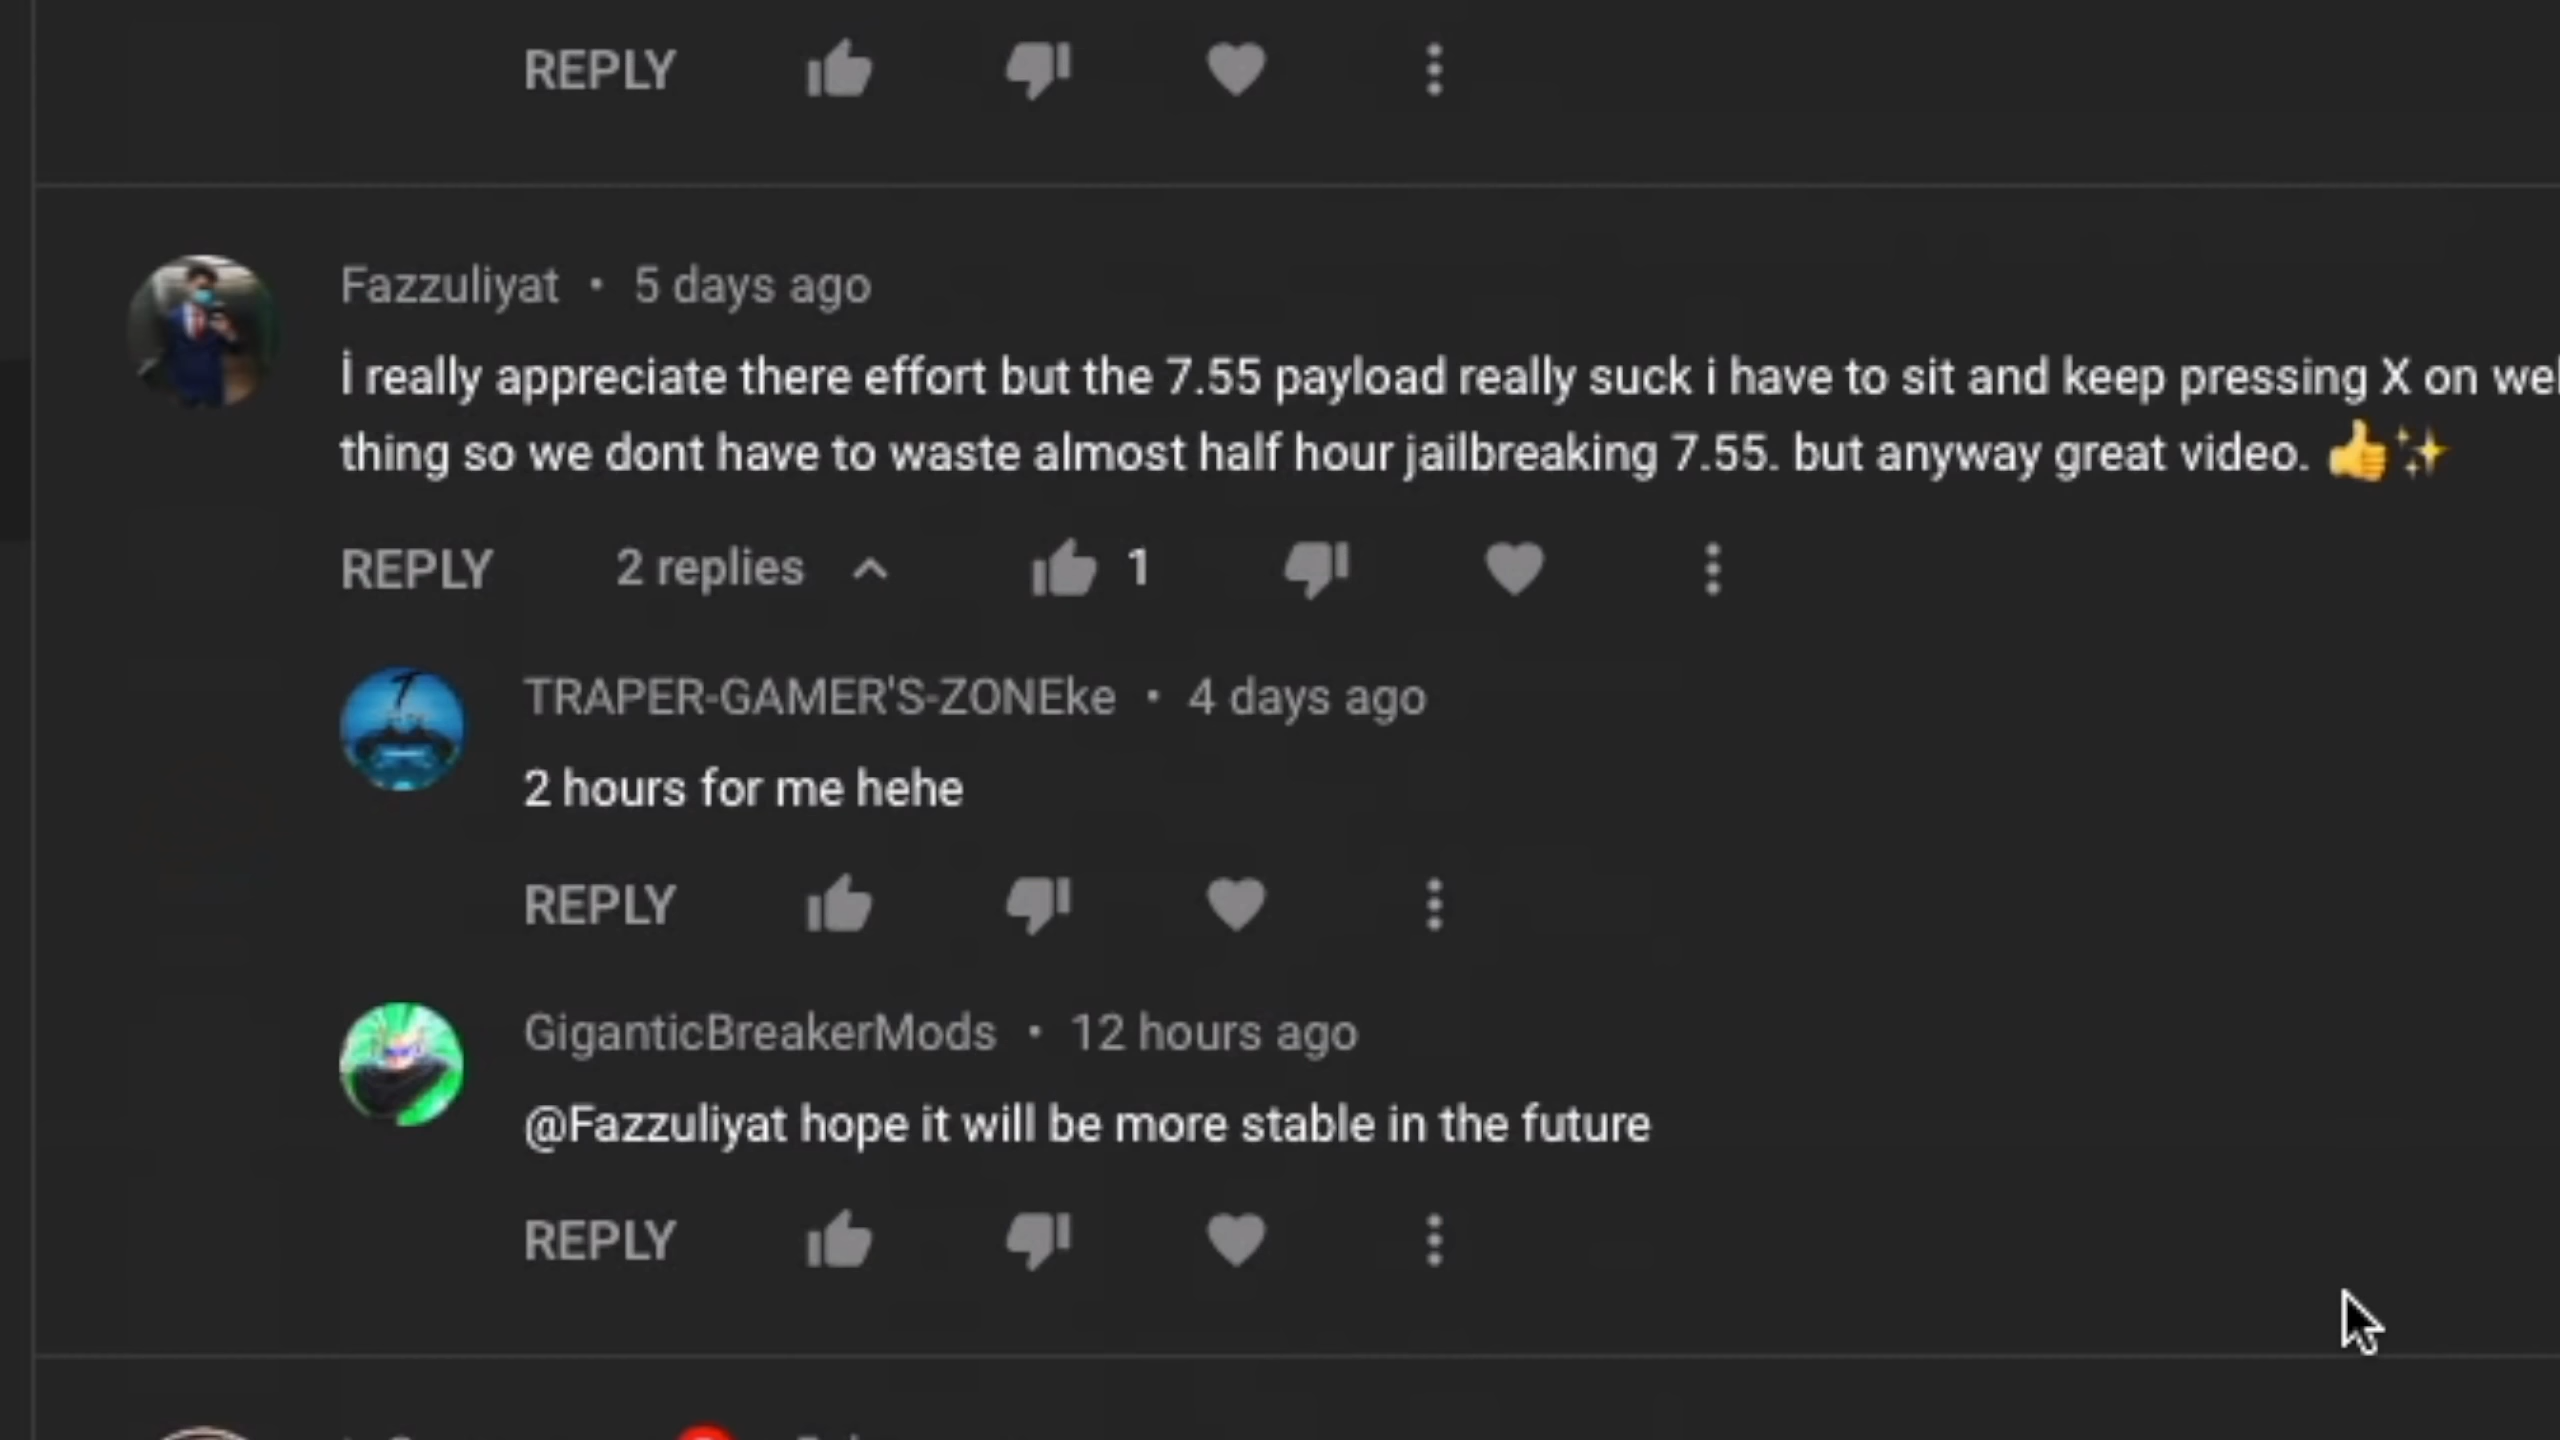 REPLY
Fazzuliyat • 5 days ago
İ really appreciate there effort but the 7.55 payload really suck i have to sit and keep pressing X on
thing so we dont have to waste almost half hour jailbreaking 7.55. but anyway great video. 👍✨
REPLY 2 replies 1
TRAPER-GAMER'S-ZONEke • 4 days ago
2 hours for me hehe
REPLY
GiganticBreakerMods • 12 hours ago
@Fazzuliyat hope it will be more stable in the future
REPLY